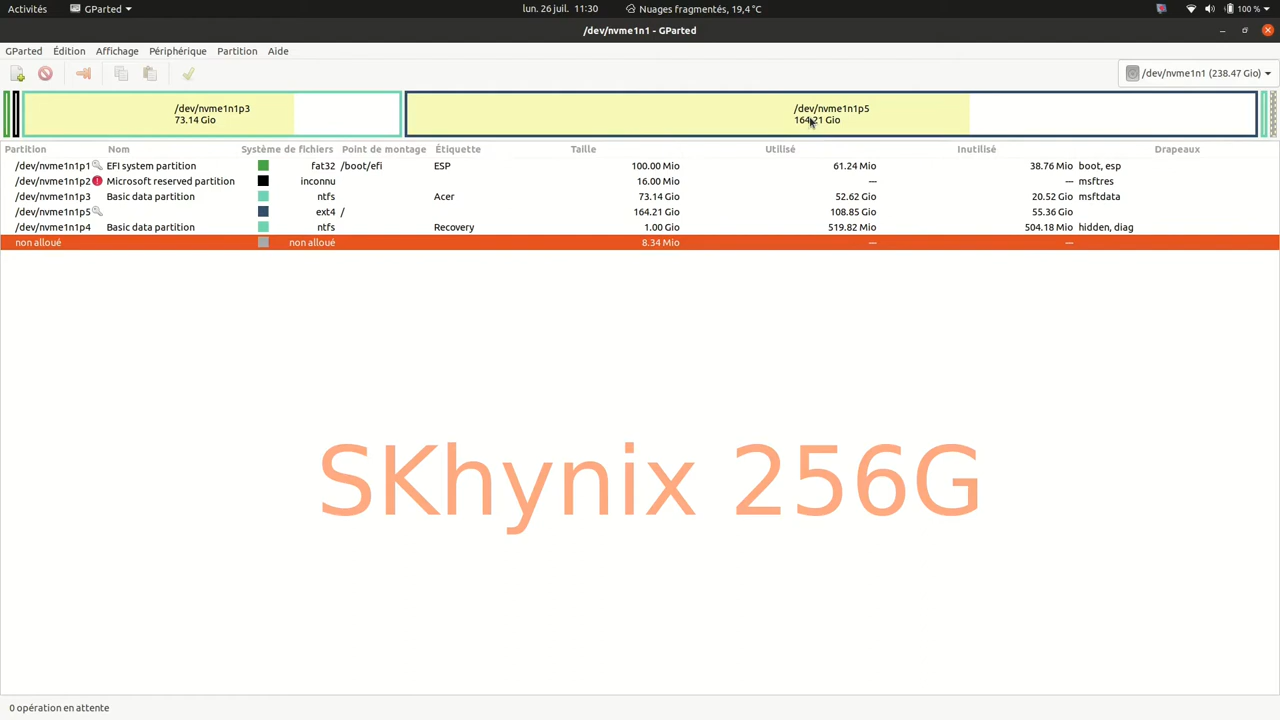 Activités GParted lun. 26 juil. 11:30 Nuages fragmentés, 19,4 °C 100 %
/dev/nvme1n1 - GParted
GParted Édition Affichage Périphérique Partition Aide
/dev/nvme1n1 (238.47 Gio)
/dev/nvme1n1p3 /dev/nvme1n1p5
73.14 Gio 164.21 Gio
Partition Nom Système de fichiers Point de montage Étiquette Taille Utilisé Inutilisé Drapeaux
/dev/nvme1n1p1 EFI system partition fat32 /boot/efi ESP 100.00 Mio 61.24 Mio 38.76 Mio boot, esp
/dev/nvme1n1p2 Microsoft reserved partition inconnu 16.00 Mio --- --- msftres
/dev/nvme1n1p3 Basic data partition ntfs Acer 73.14 Gio 52.62 Gio 20.52 Gio msftdata
/dev/nvme1n1p5 ext4 / 164.21 Gio 108.85 Gio 55.36 Gio
/dev/nvme1n1p4 Basic data partition ntfs Recovery 1.00 Gio 519.82 Mio 504.18 Mio hidden, diag
non alloué non alloué 8.34 Mio --- ---
SKhynix 256G
0 opération en attente